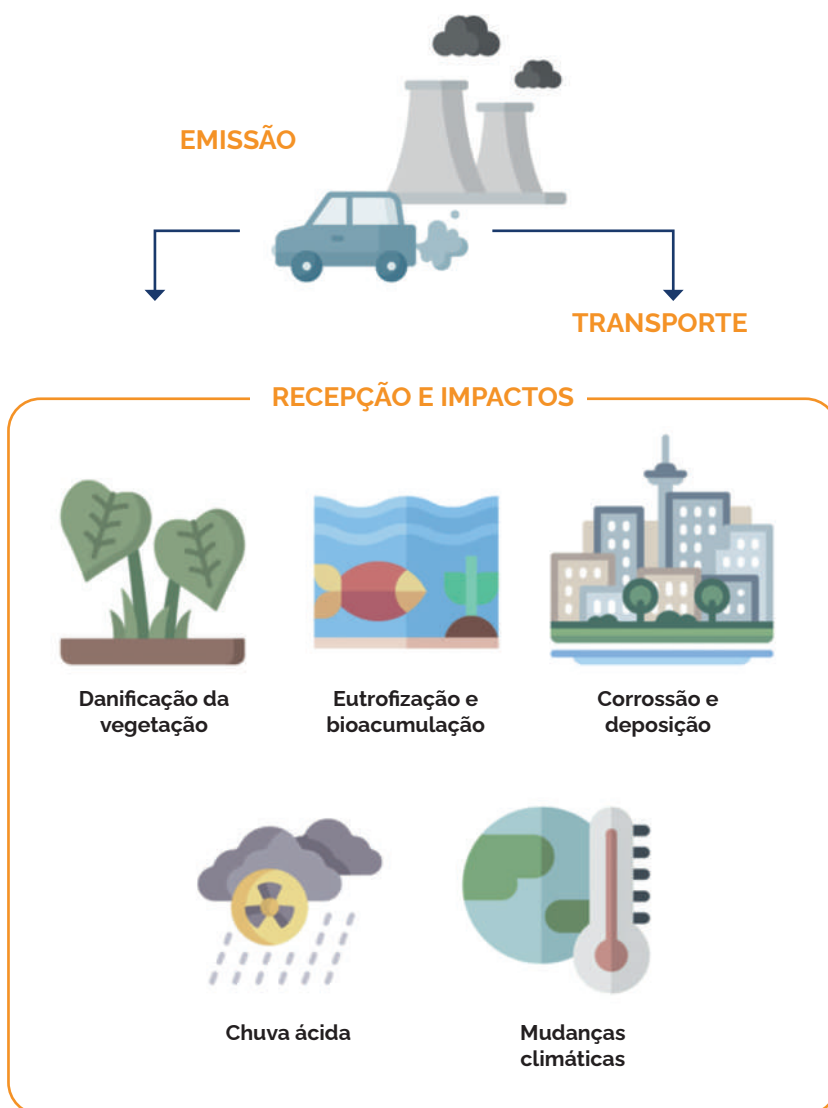 EMISSÃO
TRANSPORTE
RECEPÇÃO E IMPACTOS
Danificação da
vegetação
Eutrofização e
bioacumulação
Corrossão e
deposição
Chuva ácida
Mudanças
climáticas